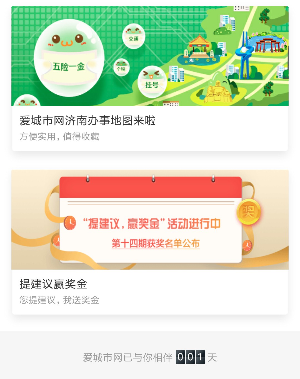 五险一金
交通
挂号
爱城市网济南办事地图来啦
方便实用，值得收藏
“提建议，赢奖金”活动进行中
第十四期获奖名单公布
提建议赢奖金
您提建议，我送奖金
爱城市网已与你相伴 001 天